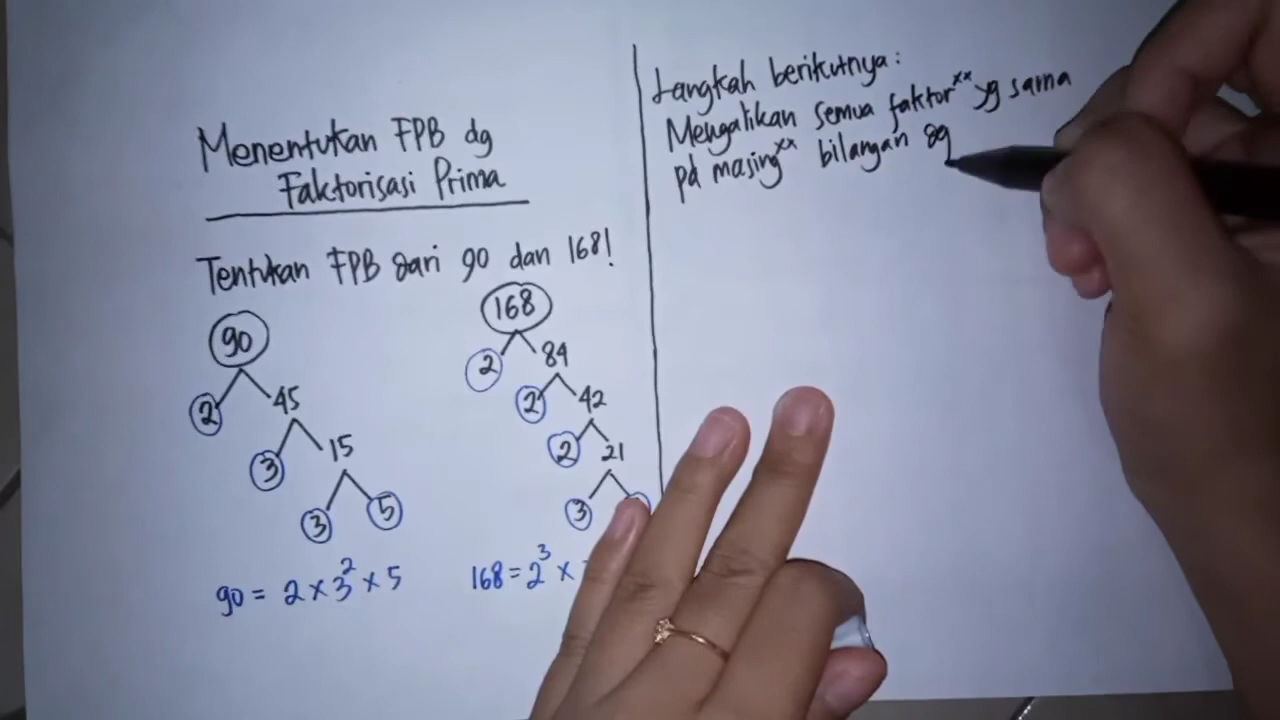 Menentukan FPB dg
Faktorisasi Prima
Tentukan FPB dari 90 dan 168!
90
2 45
3 15
3 5
90 = 2 x 3² x 5
168
2 84
2 42
2 21
3
168 = 2³ x
Langkah berikutnya:
Mengalikan semua faktorˣˣ yg sama
pd masingˣˣ bilangan dg